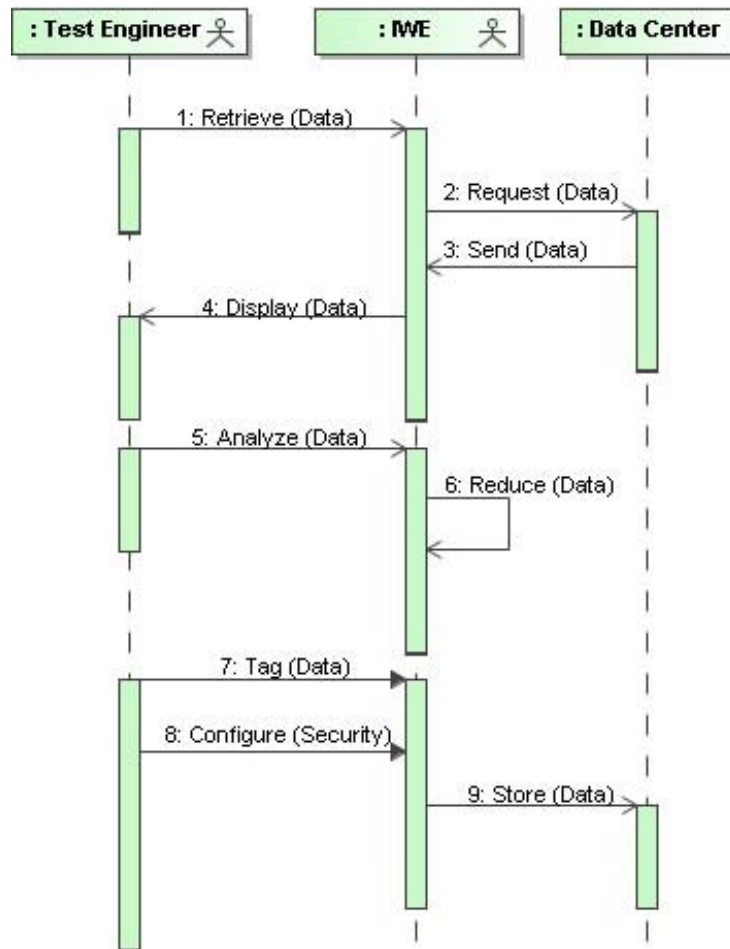 : Test Engineer
: IWE
: Data Center
1: Retrieve (Data)
2: Request (Data)
3: Send (Data)
4: Display (Data)
5: Analyze (Data)
6: Reduce (Data)
7: Tag (Data)
8: Configure (Security)
9: Store (Data)